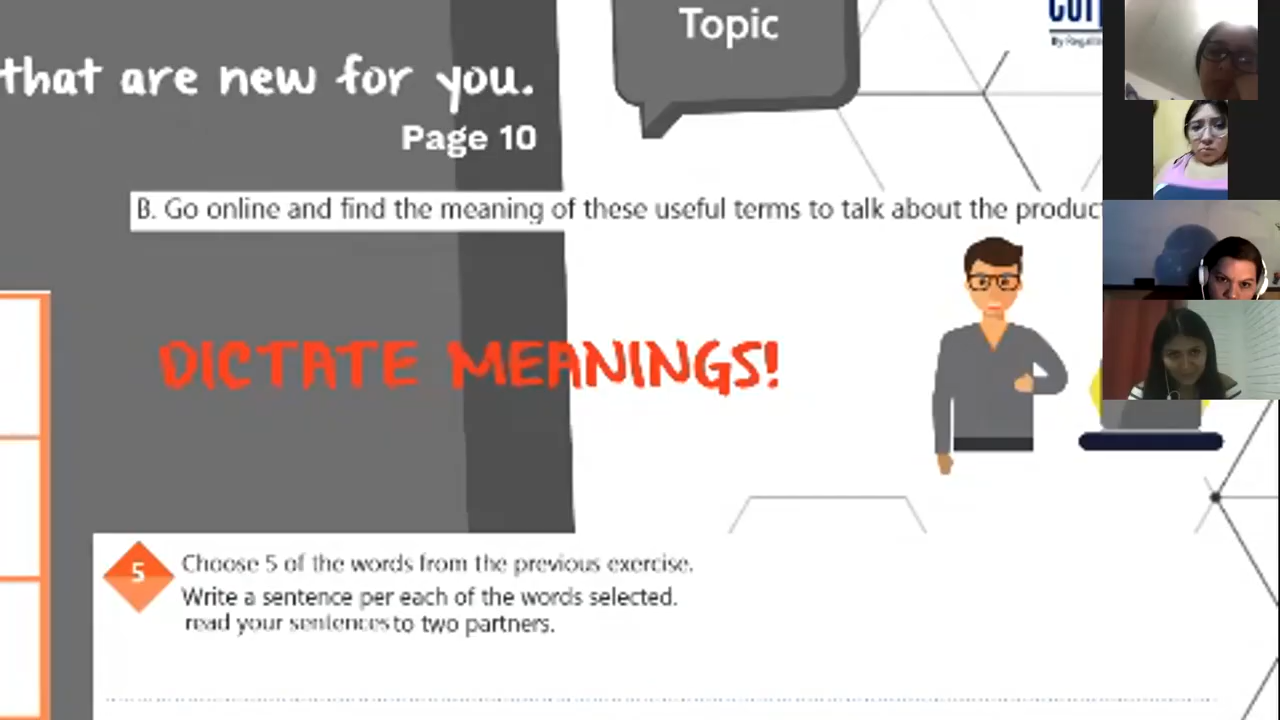 Topic
that are new for you.
Page 10
B. Go online and find the meaning of these useful terms to talk about the
DICTATE MEANINGS!
5
Choose 5 of the words from the previous exercise.
Write a sentence per each of the words selected.
read your sentences to two partners.